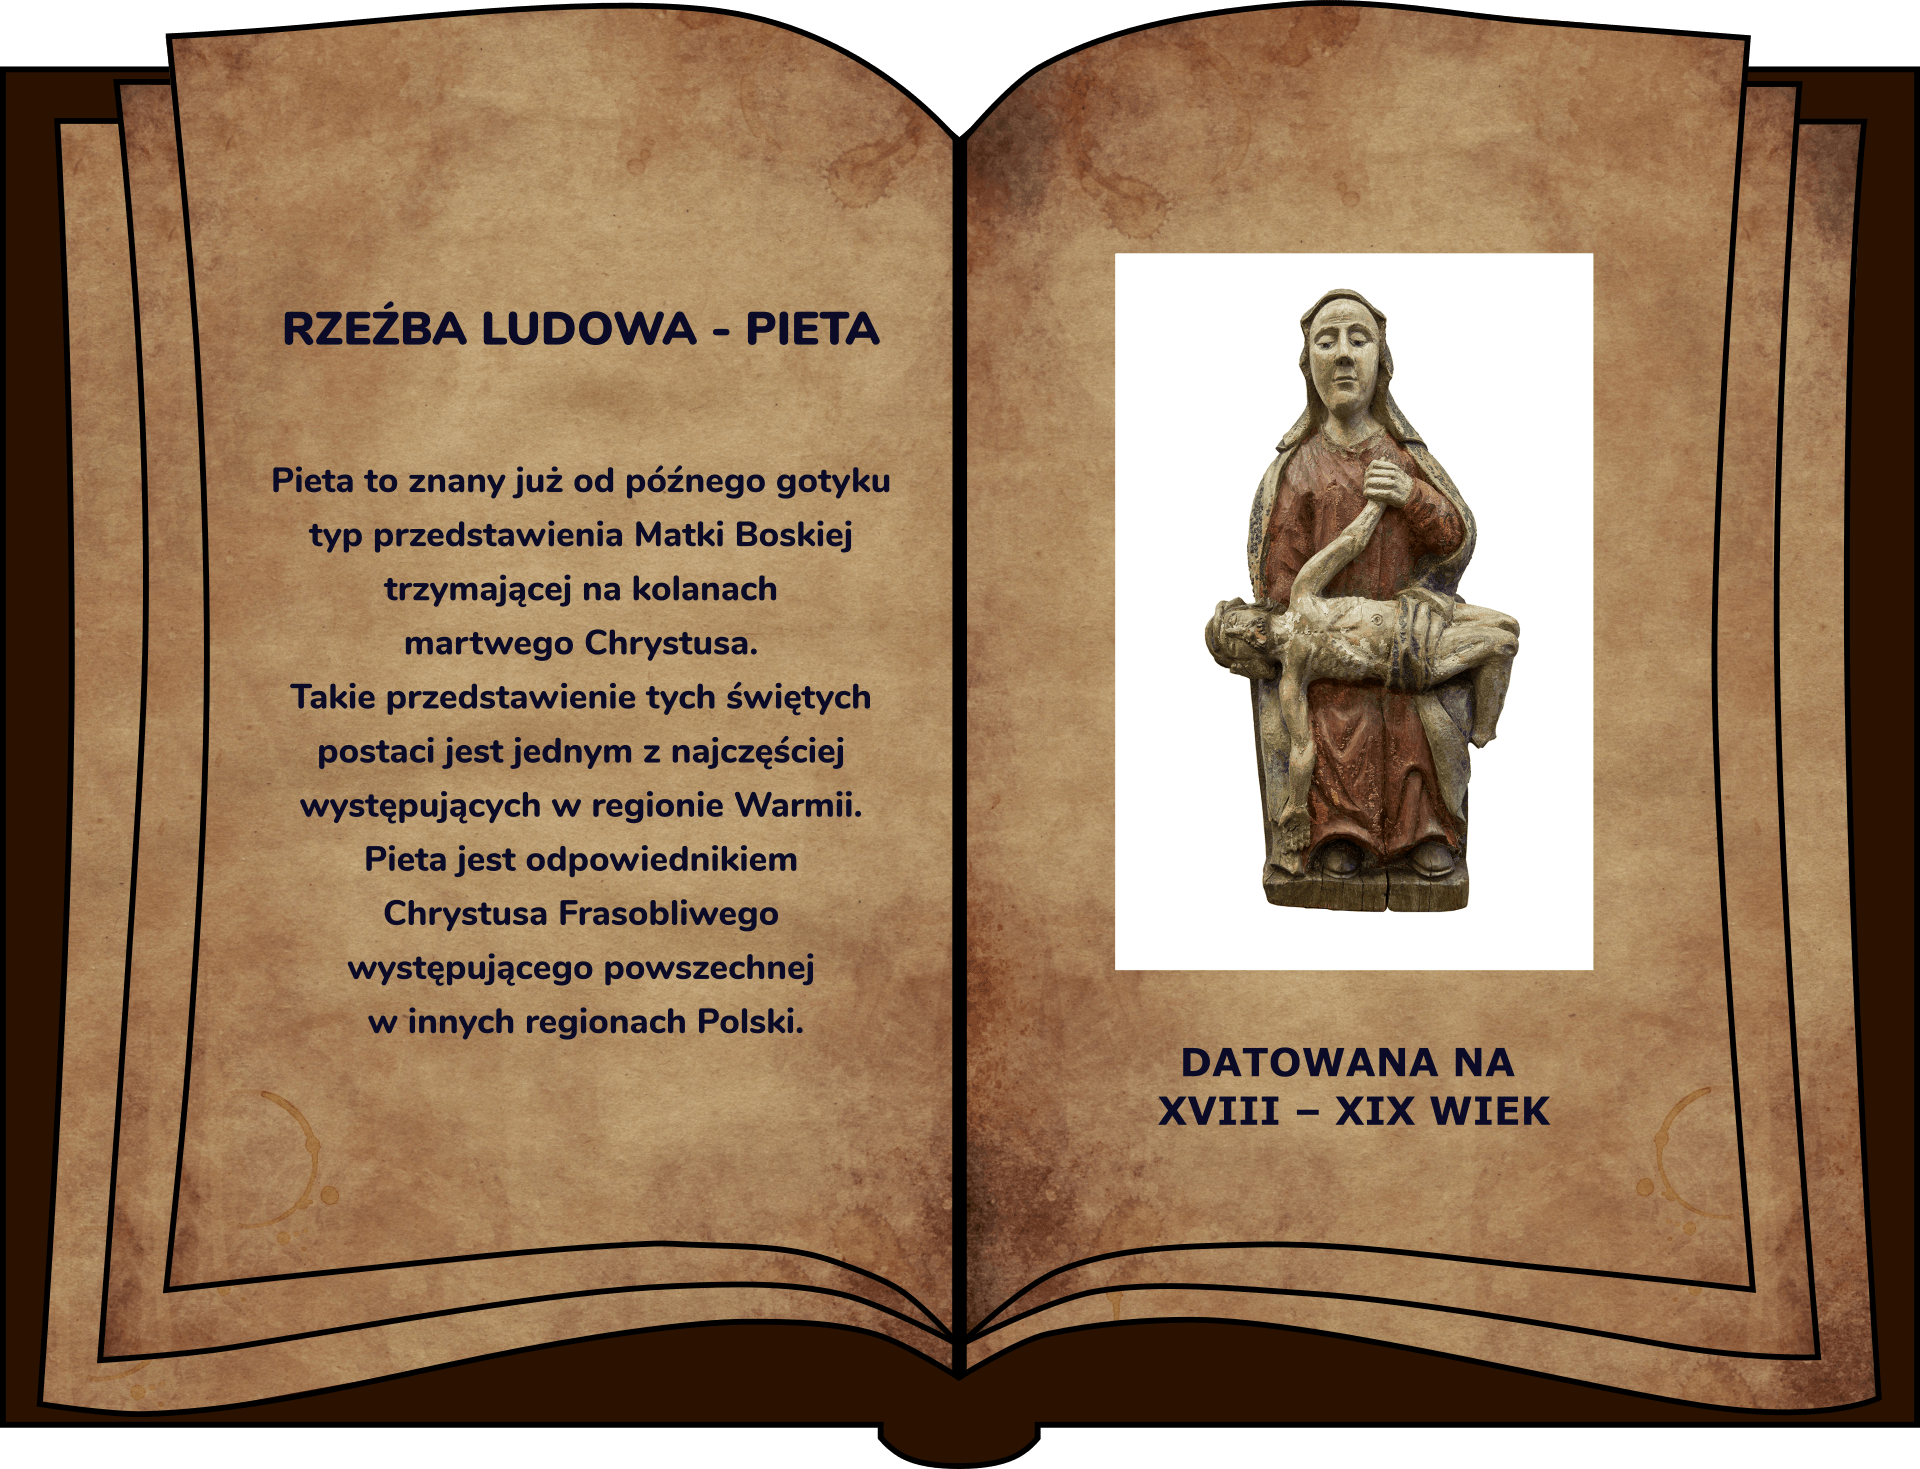 RZEŹBA LUDOWA - PIETA
Pieta to znany już od późnego gotyku
typ przedstawienia Matki Boskiej
trzymającej na kolanach
martwego Chrystusa.
Takie przedstawienie tych świętych
postaci jest jednym z najczęściej
występujących w regionie Warmii.
Pieta jest odpowiednikiem
Chrystusa Frasobliwego
występującego powszechnej
w innych regionach Polski.
DATOWANA NA
XVIII – XIX WIEK